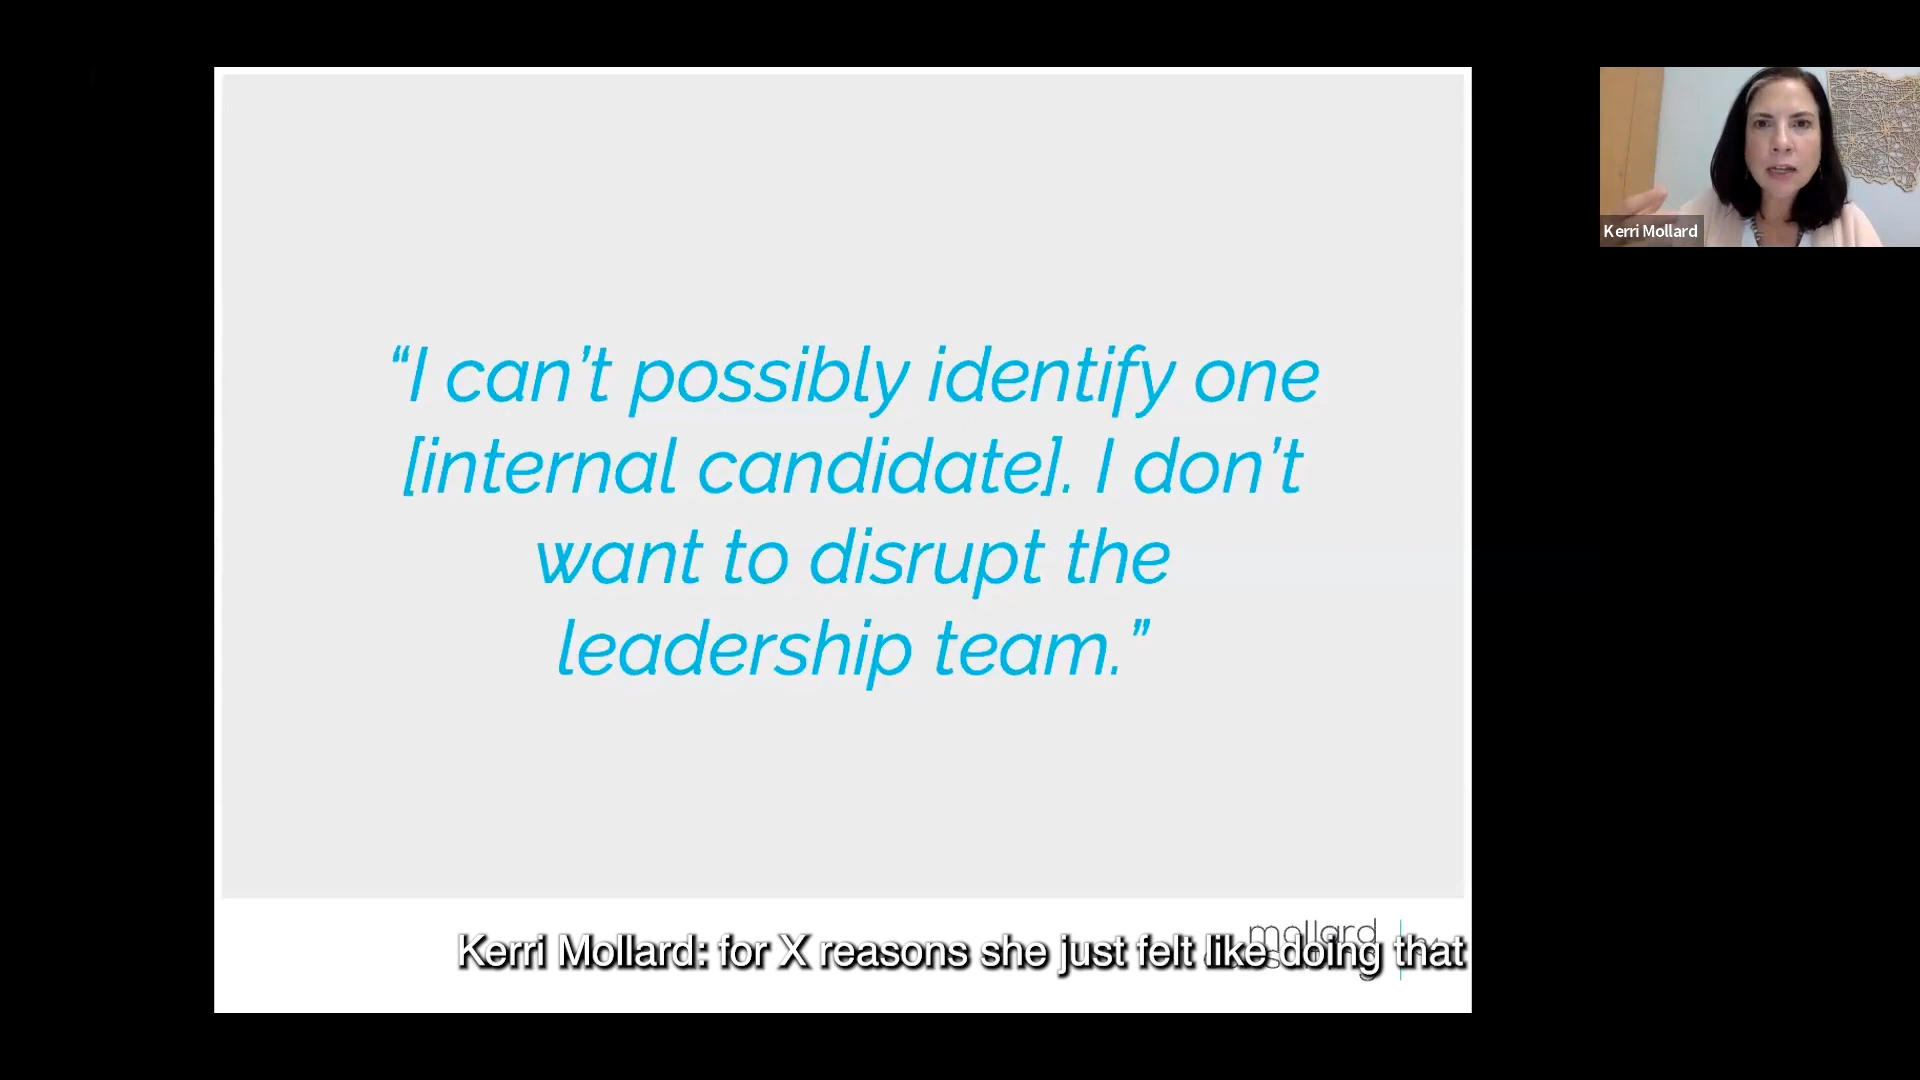 “I can’t possibly identify one
[internal candidate]. I don’t
want to disrupt the
leadership team.”
Kerri Mollard
mollard
Kerri Mollard: for X reasons she just felt like doing that